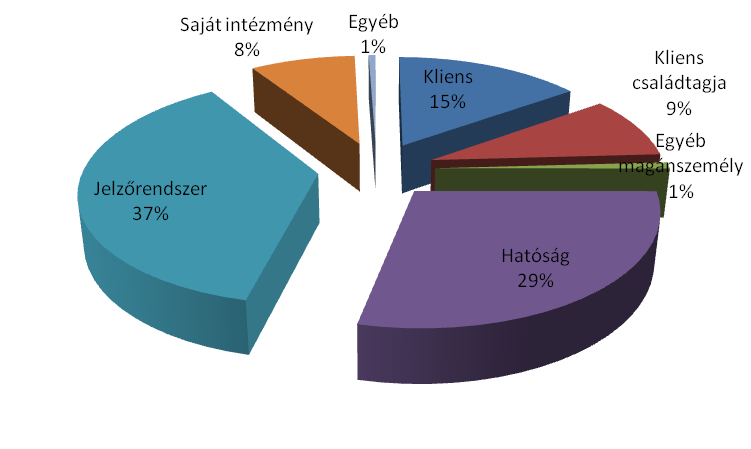 Saját intézmény
8%
Egyéb
1%
Kliens
15%
Kliens
családtagja
9%
Egyéb
magánszemély
1%
Jelzőrendszer
37%
Hatóság
29%